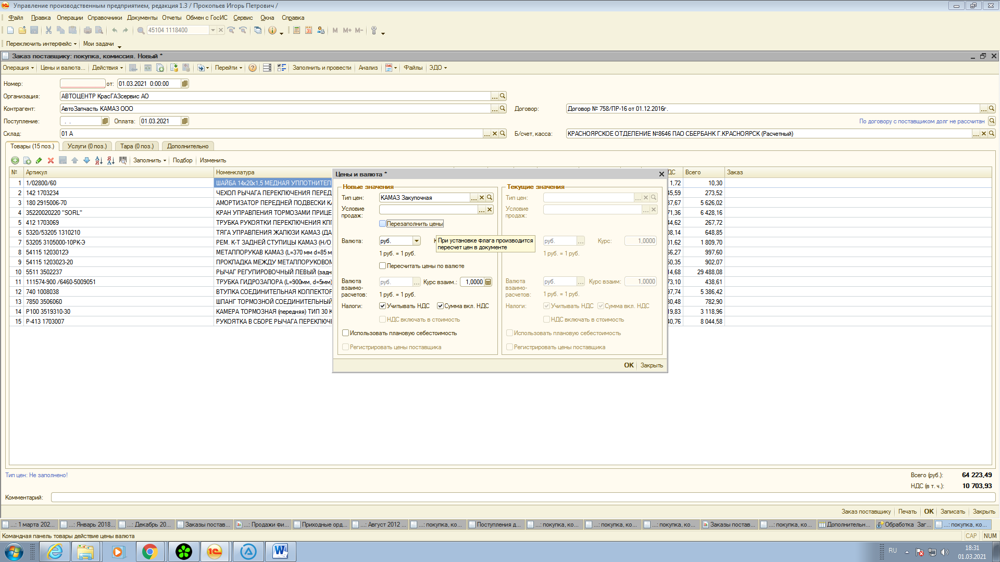 Управление производственным предприятием, редакция 1.3 / Прокопьев Игорь Петрович /
Файл Правка Операции Справочники Документы Отчеты Обмен с ГосИС Сервис Окна Справка
45104 1118400 M M+ M-
Переключить интерфейс Мои задачи
Заказ поставщику: покупка, комиссия. Новый *
Операция Цены и валюта... Действия Перейти Заполнить и провести Анализ Файлы ЭДО
Номер: от: 01.03.2021 0:00:00
Организация: АВТОЦЕНТР КрасГАЗсервис АО
Контрагент: АвтоЗапчасть КАМАЗ ООО Договор: Договор № 758/ПР-16 от 01.12.2016г.
Поступление: . . Оплата: 01.03.2021 По договору с поставщиком долг не рассчитан
Склад: 01 А Б/счет, касса: КРАСНОЯРСКОЕ ОТДЕЛЕНИЕ №8646 ПАО СБЕРБАНК Г.КРАСНОЯРСК (Расчетный)
Товары (15 поз.) Услуги (0 поз.) Тара (0 поз.) Дополнительно
Заполнить Подбор Изменить
№ Артикул Номенклатура ДС Всего Заказ
1 1/02800/60 ШАЙБА 14х20х1,5 МЕДНАЯ УПЛОТНИТЕЛ 1,72 10,30
2 142 1703234 ЧЕХОЛ РЫЧАГА ПЕРЕКЛЮЧЕНИЯ ПЕРЕД 45,59 273,52
3 180 2915006-70 АМОРТИЗАТОР ПЕРЕДНЕЙ ПОДВЕСКИ КА 37,67 5 626,02
4 35220020220 "SORL" КРАН УПРАВЛЕНИЯ ТОРМОЗАМИ ПРИЦЕ 71,36 6 428,16
5 412 1703069 ТРУБКА РУКОЯТКИ ПЕРЕКЛЮЧЕНИЯ КПП 44,62 267,72
6 5320/53205 1310210 ТЯГА УПРАВЛЕНИЯ ЖАЛЮЗИ КАМАЗ (ДА 08,14 648,85
7 53205 3105000-10РК-Э РЕМ. К-Т ЗАДНЕЙ СТУПИЦЫ КАМАЗ (Н/О 01,62 1 809,70
8 54115 1203012Э МЕТАЛЛОРУКАВ КАМАЗ (L=370 мм d=85 м 66,27 997,60
9 54115 1203023-20 ПРОКЛАДКА МЕЖДУ МЕТАЛЛОРУКОВОМ 50,35 902,07
10 5511 3502237 РЫЧАГ РЕГУЛИРОВОЧНЫЙ ЛЕВЫЙ (задн 14,68 29 488,08
11 111574-900 /6460-5009051 ТРУБКА ГИДРОЗАПОРА (L=900мм, d=5мм) 73,10 438,61
12 740 1008038 ВТУЛКА СОЕДИНИТЕЛЬНАЯ КОЛЛЕКТОР 97,74 5 386,42
13 7850 3506060 ШЛАНГ ТОРМОЗНОЙ СОЕДИНИТЕЛЬНЫЙ 30,48 782,90
14 Р100 3519310-30 КАМЕРА ТОРМОЗНАЯ (передняя) ТИП 30 К 19,83 3 118,96
15 Р-413 1703007 РУКОЯТКА В СБОРЕ РЫЧАГА ПЕРЕКЛЮЧЕ 40,76 8 044,58
Цены и валюта *
Новые значения Текущие значения
Тип цен: КАМАЗ Закупочная Тип цен:
Условие продаж: Условие продаж:
Перезаполнить цены
Валюта: руб. руб. Курс: 1,0000
При установке флага производится
пересчет цен в документе
1 руб. = 1 руб. 1 руб. = 1 руб.
Пересчитать цены по валюте
Валюта взаимо-расчетов: руб. Курс взаим.: 1,0000 Валюта взаимо-расчетов: руб. Курс взаим: 1,0000
1 руб. = 1 руб. 1 руб. = 1 руб.
Налоги: Учитывать НДС Сумма вкл. НДС Налоги: Учитывать НДС Сумма вкл. НДС
НДС включать в стоимость НДС включать в стоимость
Использовать плановую себестоимость Использовать плановую себестоимость
Регистрировать цены поставщика Регистрировать цены поставщика
OK Закрыть
Тип цен: Не заполнено! Всего (руб.): 64 223,49
НДС (в т. ч.): 10 703,93
Комментарий:
Заказ поставщику Печать OK Записать Закрыть
...: 1 марта 202... ...: Январь 2018... ...: Декабрь 20... Заказы постав... ...: Продажи фи... Приходные орд... ...: Август 2012 ... ...: покупка, ко... Поступления д... ...: покупка, ко... ...: покупка, ко... ...: покупка, ко... Заказы постав... ...: покупка, ко... Дополнительн... Обработка Заг... ...: покупка, ко...
Командная панель товары действие цены валюта CAP NUM
RU 18:31
01.03.2021